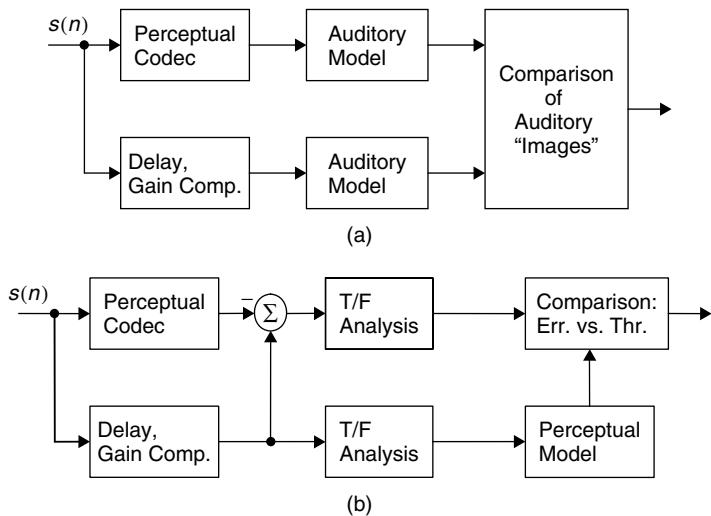 s(n)
Perceptual
Codec
Auditory
Model
Comparison
of
Auditory
“Images”
Delay,
Gain Comp.
Auditory
Model
(a)
s(n)
Perceptual
Codec
−
Σ
T/F
Analysis
Comparison:
Err. vs. Thr.
Delay,
Gain Comp.
T/F
Analysis
Perceptual
Model
(b)